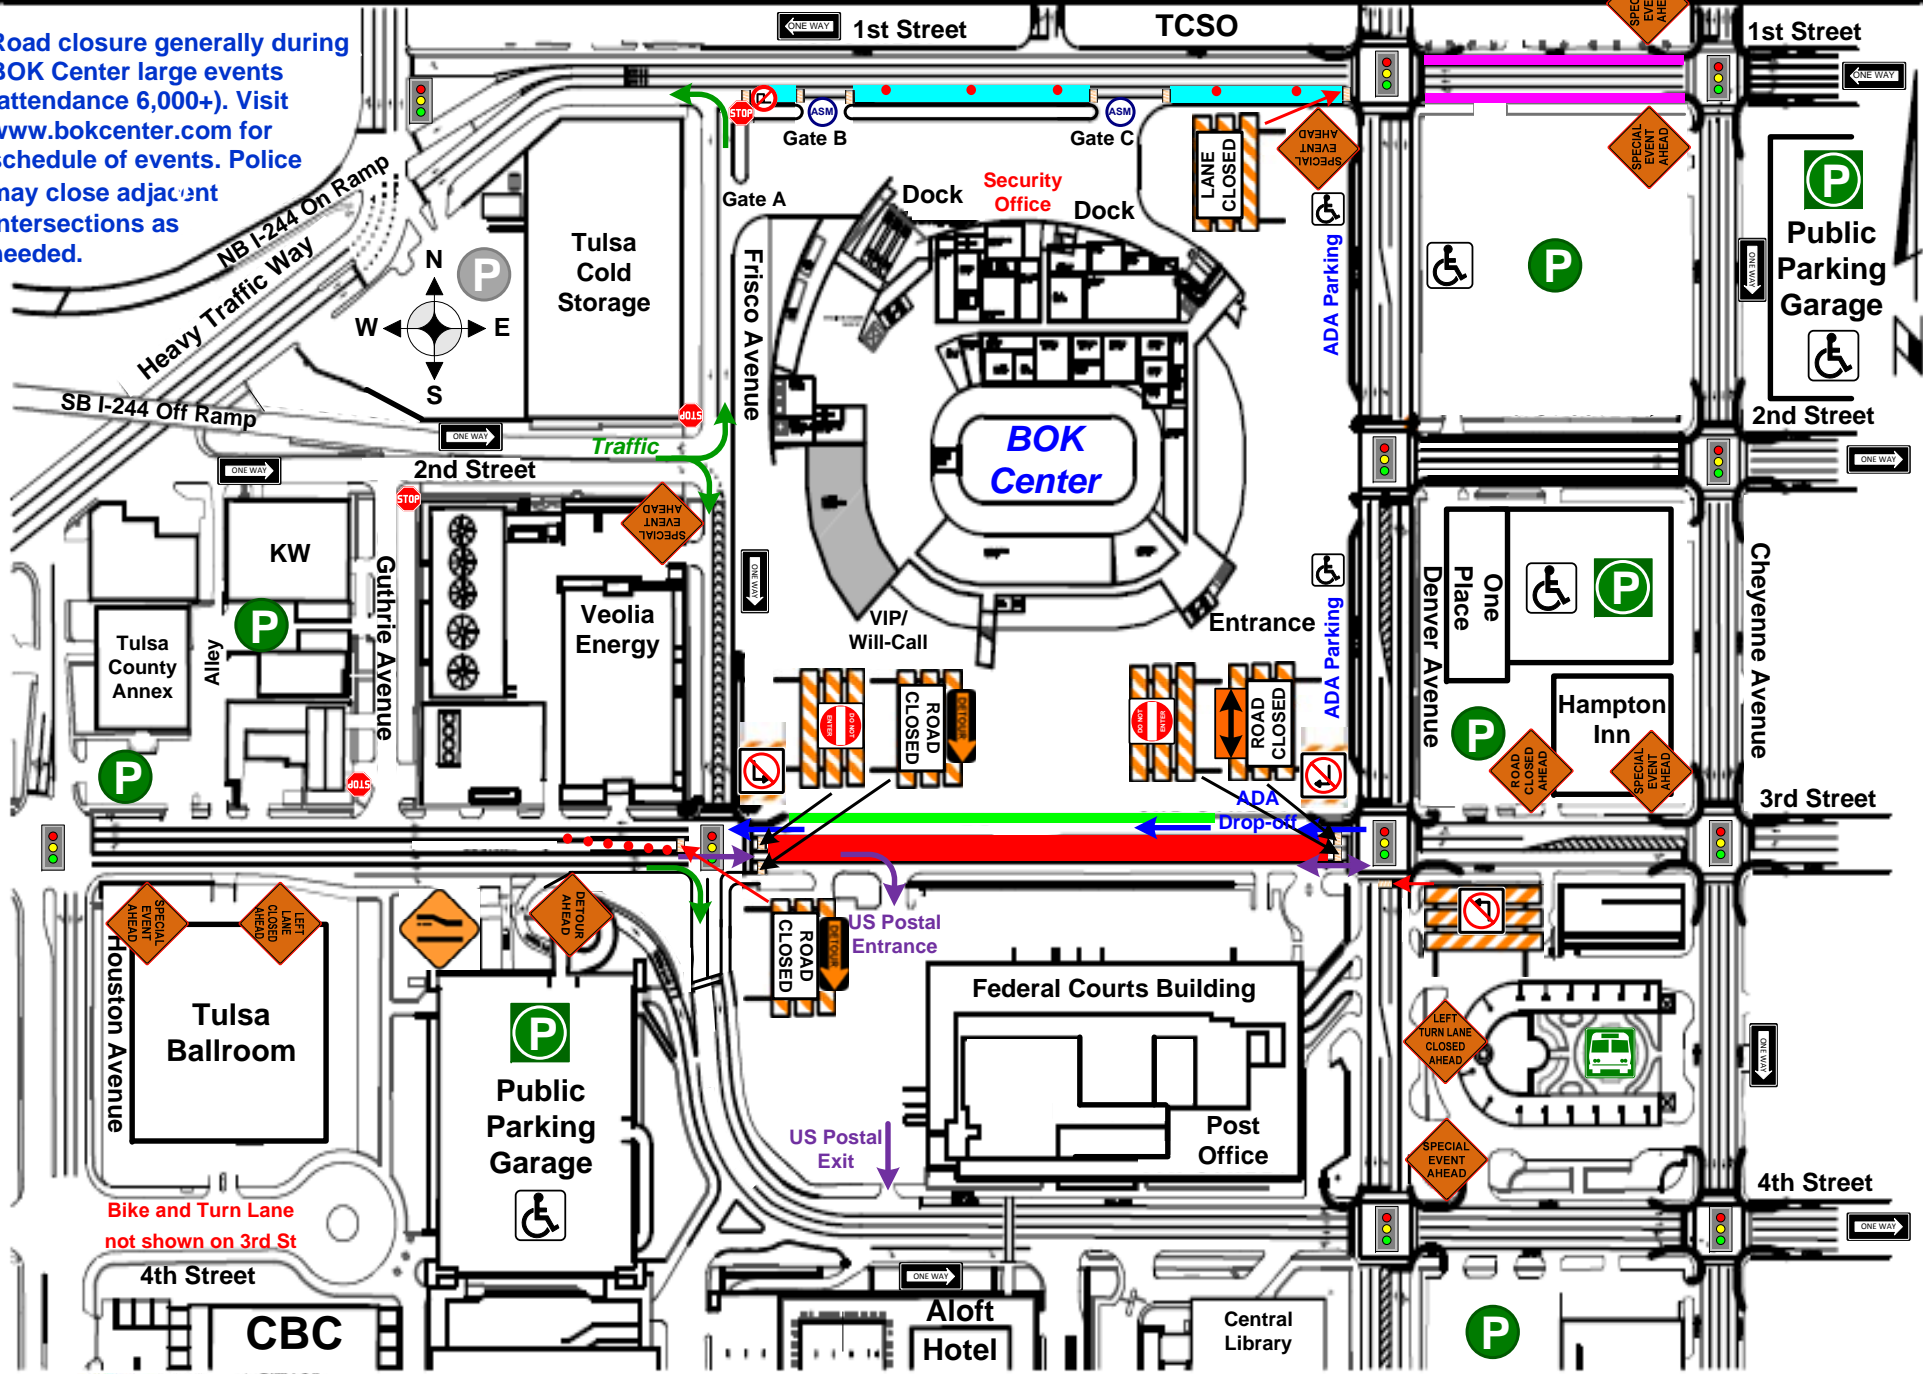 Road closure generally during
BOK Center large events
(attendance 6,000+). Visit
www.bokcenter.com for
schedule of events. Police
may close adjacent
intersections as
needed.
ONE WAY
1st Street
TCSO
1st Street
ONE WAY
STOP
ASM
Gate B
ASM
Gate C
LANE
CLOSED
SPECIAL
EVENT
AHEAD
SPECIAL
EVENT
AHEAD
P
Public
Parking
Garage
NB I-244 On Ramp
Heavy Traffic Way
SB I-244 Off Ramp
N
W
E
S
P
Tulsa
Cold
Storage
Gate A
Frisco Avenue
Dock
Security
Office
Dock
ADA Parking
P
ONE WAY
2nd Street
ONE WAY
STOP
Traffic
ONE WAY
2nd Street
ONE WAY
BOK
Center
STOP
SPECIAL
EVENT
AHEAD
KW
Guthrie Avenue
Veolia
Energy
ONE WAY
VIP/
Will-Call
Entrance
ADA Parking
Denver Avenue
One
Place
P
Cheyenne Avenue
Tulsa
County
Annex
Alley
P
P
STOP
DO NOT
ENTER
ROAD
CLOSED
DETOUR
DO NOT
ENTER
ROAD
CLOSED
P
Hampton
Inn
ROAD
CLOSED
AHEAD
SPECIAL
EVENT
AHEAD
3rd Street
ADA
Drop-off
SPECIAL
EVENT
AHEAD
LEFT
LANE
CLOSED
AHEAD
DETOUR
AHEAD
ROAD
CLOSED
DETOUR
US Postal
Entrance
Houston Avenue
Tulsa
Ballroom
P
Public
Parking
Garage
Federal Courts Building
Post
Office
US Postal
Exit
LEFT
TURN LANE
CLOSED
AHEAD
SPECIAL
EVENT
AHEAD
ONE WAY
4th Street
ONE WAY
Bike and Turn Lane
not shown on 3rd St
4th Street
CBC
ONE WAY
Aloft
Hotel
Central
Library
P